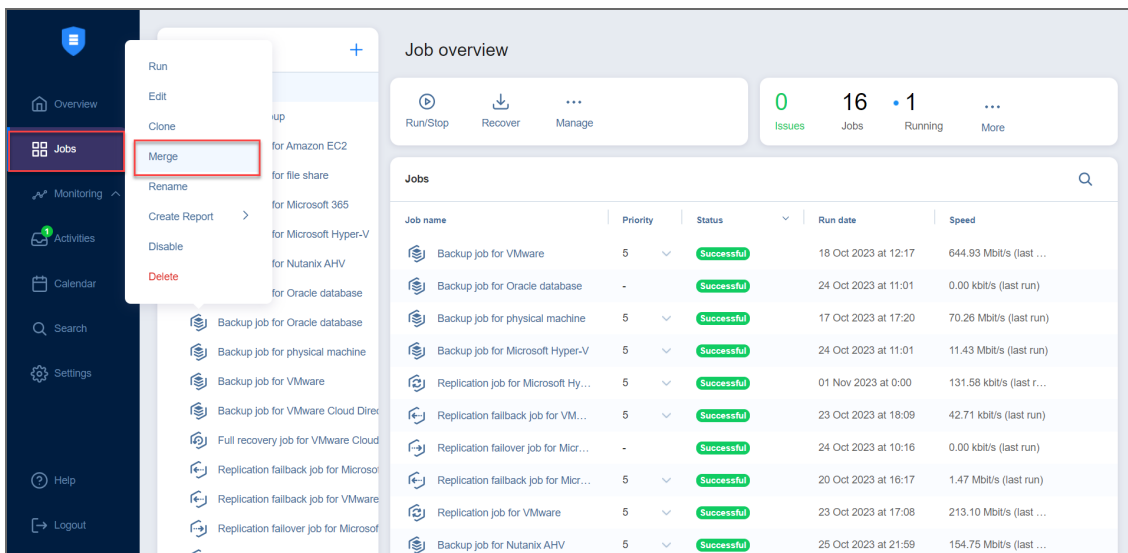 Overview
Jobs
Monitoring
1
Activities
Calendar
Search
Settings
Help
Logout
+
Run
Edit
Clone
Merge
Rename
Create Report
Disable
Delete
for Amazon EC2
for file share
for Microsoft 365
for Microsoft Hyper-V
for Nutanix AHV
for Oracle database
Backup job for Oracle database
Backup job for physical machine
Backup job for VMware
Backup job for VMware Cloud Direc
Full recovery job for VMware Cloud
Replication failback job for Microsof
Replication failback job for VMware
Replication failover job for Microsof
Job overview
Run/Stop Recover Manage
0 Issues
16 Jobs
1 Running
More
Jobs
Job name Priority Status Run date Speed
Backup job for VMware 5 Successful 18 Oct 2023 at 12:17 644.93 Mbit/s (last ...
Backup job for Oracle database - Successful 24 Oct 2023 at 11:01 0.00 kbit/s (last run)
Backup job for physical machine 5 Successful 17 Oct 2023 at 17:20 70.26 Mbit/s (last run)
Backup job for Microsoft Hyper-V 5 Successful 24 Oct 2023 at 11:01 11.43 Mbit/s (last run)
Replication job for Microsoft Hy... 5 Successful 01 Nov 2023 at 0:00 131.58 kbit/s (last r...
Replication failback job for VM... 5 Successful 23 Oct 2023 at 18:09 42.71 kbit/s (last run)
Replication failover job for Micr... - Successful 24 Oct 2023 at 10:16 0.00 kbit/s (last run)
Replication failback job for Micr... 5 Successful 20 Oct 2023 at 16:17 1.47 Mbit/s (last run)
Replication job for VMware 5 Successful 23 Oct 2023 at 17:08 213.10 Mbit/s (last ...
Backup job for Nutanix AHV 5 Successful 25 Oct 2023 at 21:59 154.75 Mbit/s (last ...